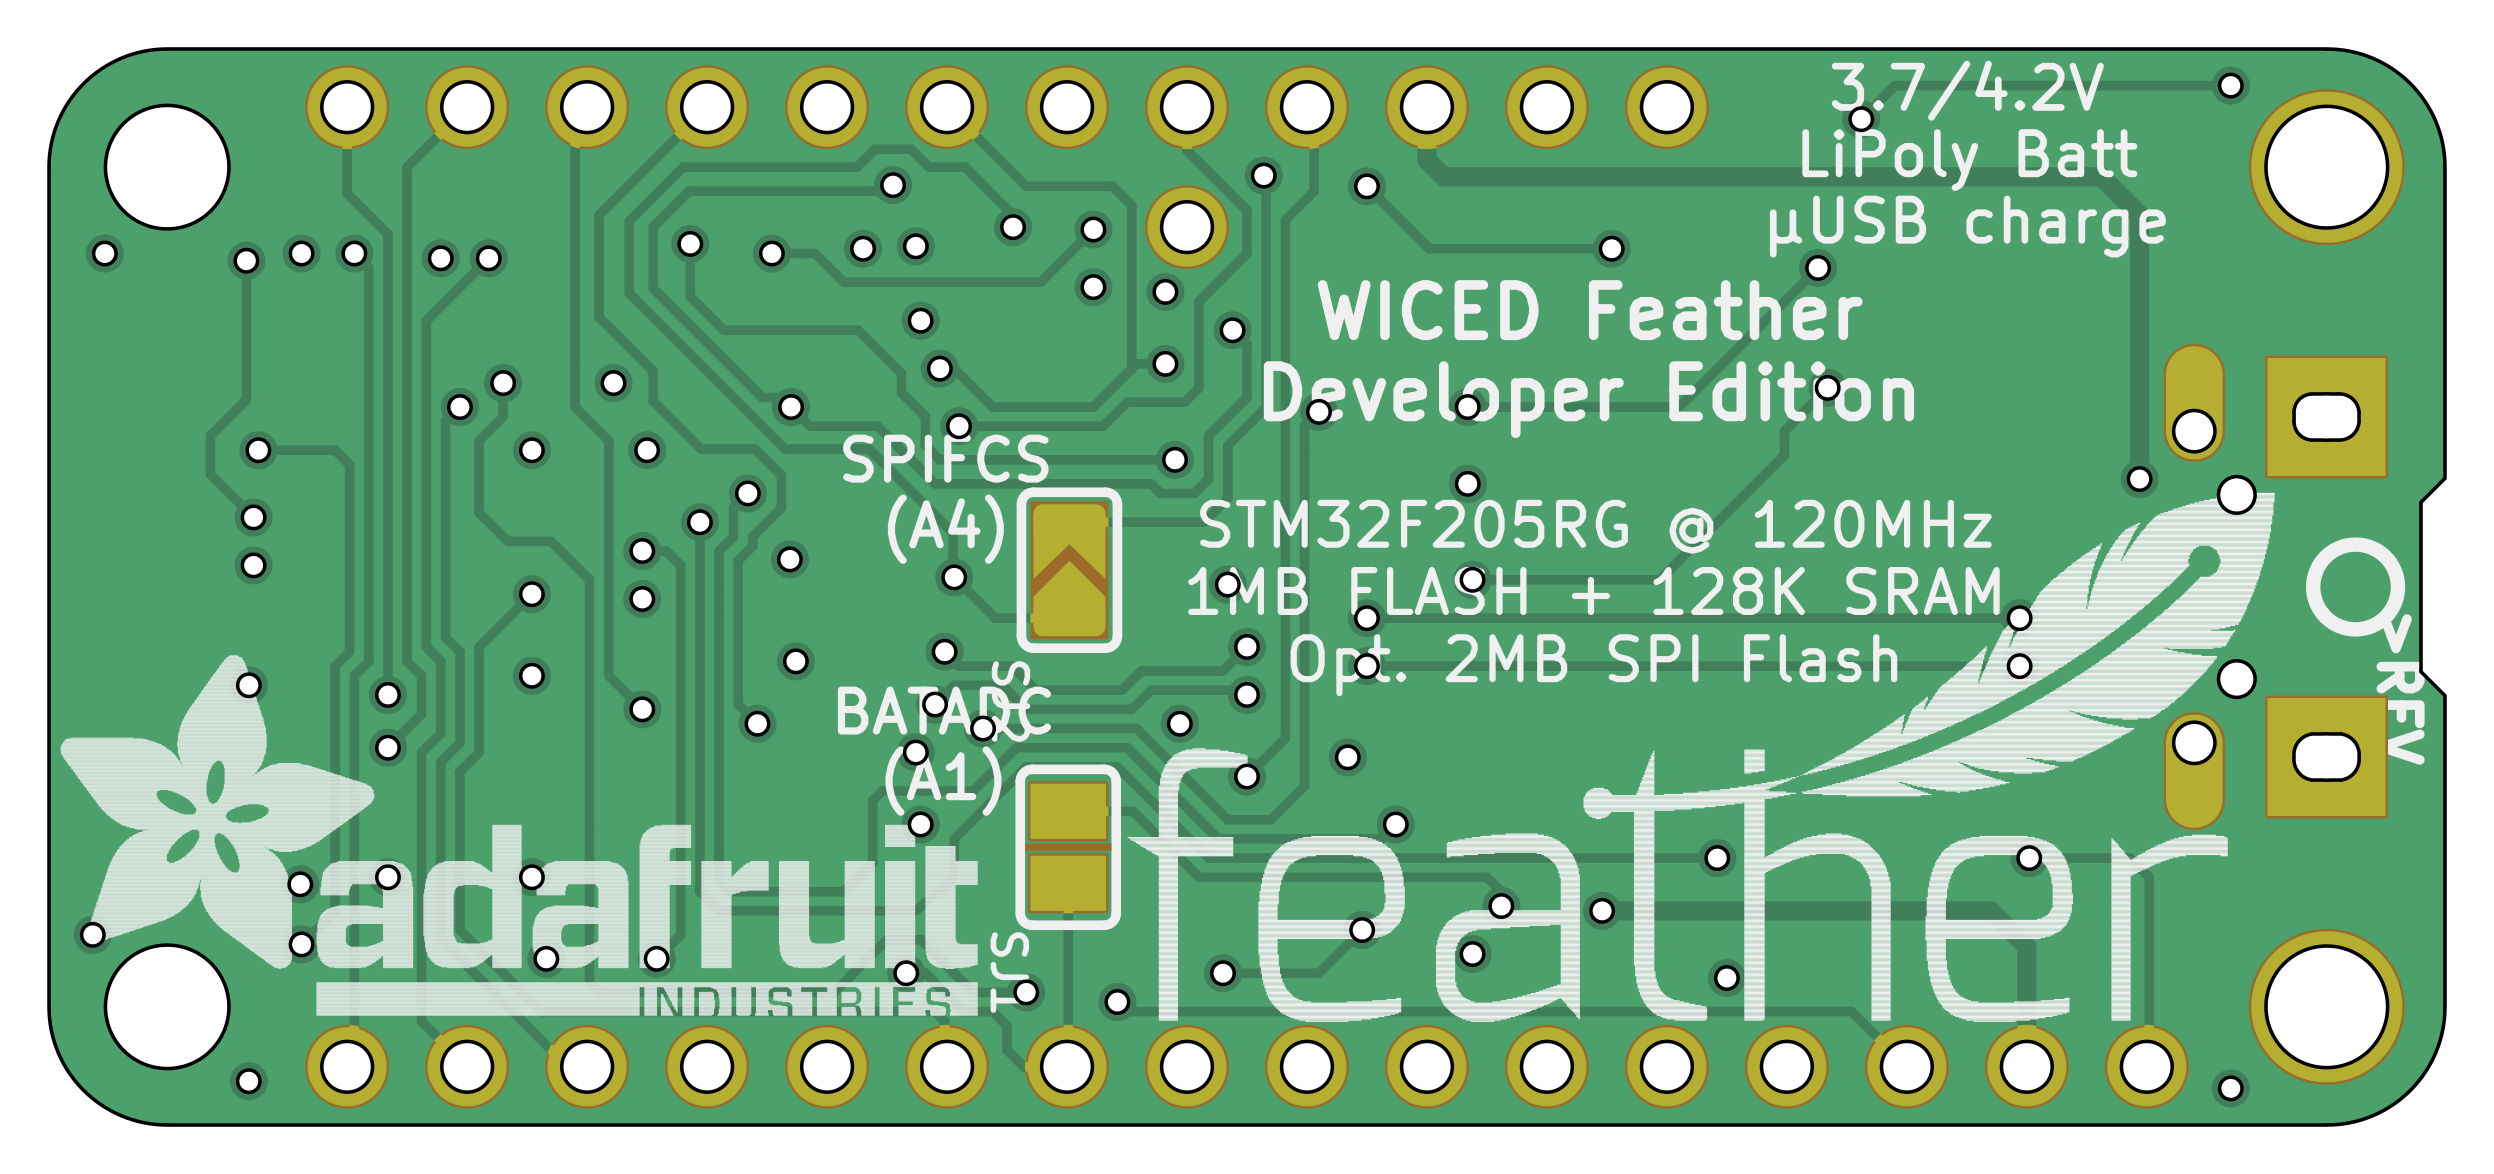 3.7/4.2V
LiPoly Batt
µUSB charge
WICED Feather
Developer Edition
SPIFCS
(A4)
STM32F205RG @ 120MHz
1MB FLASH + 128K SRAM
Opt. 2MB SPI Flash
BATADC
(A1)
adafruit
INDUSTRIES
feather
REV